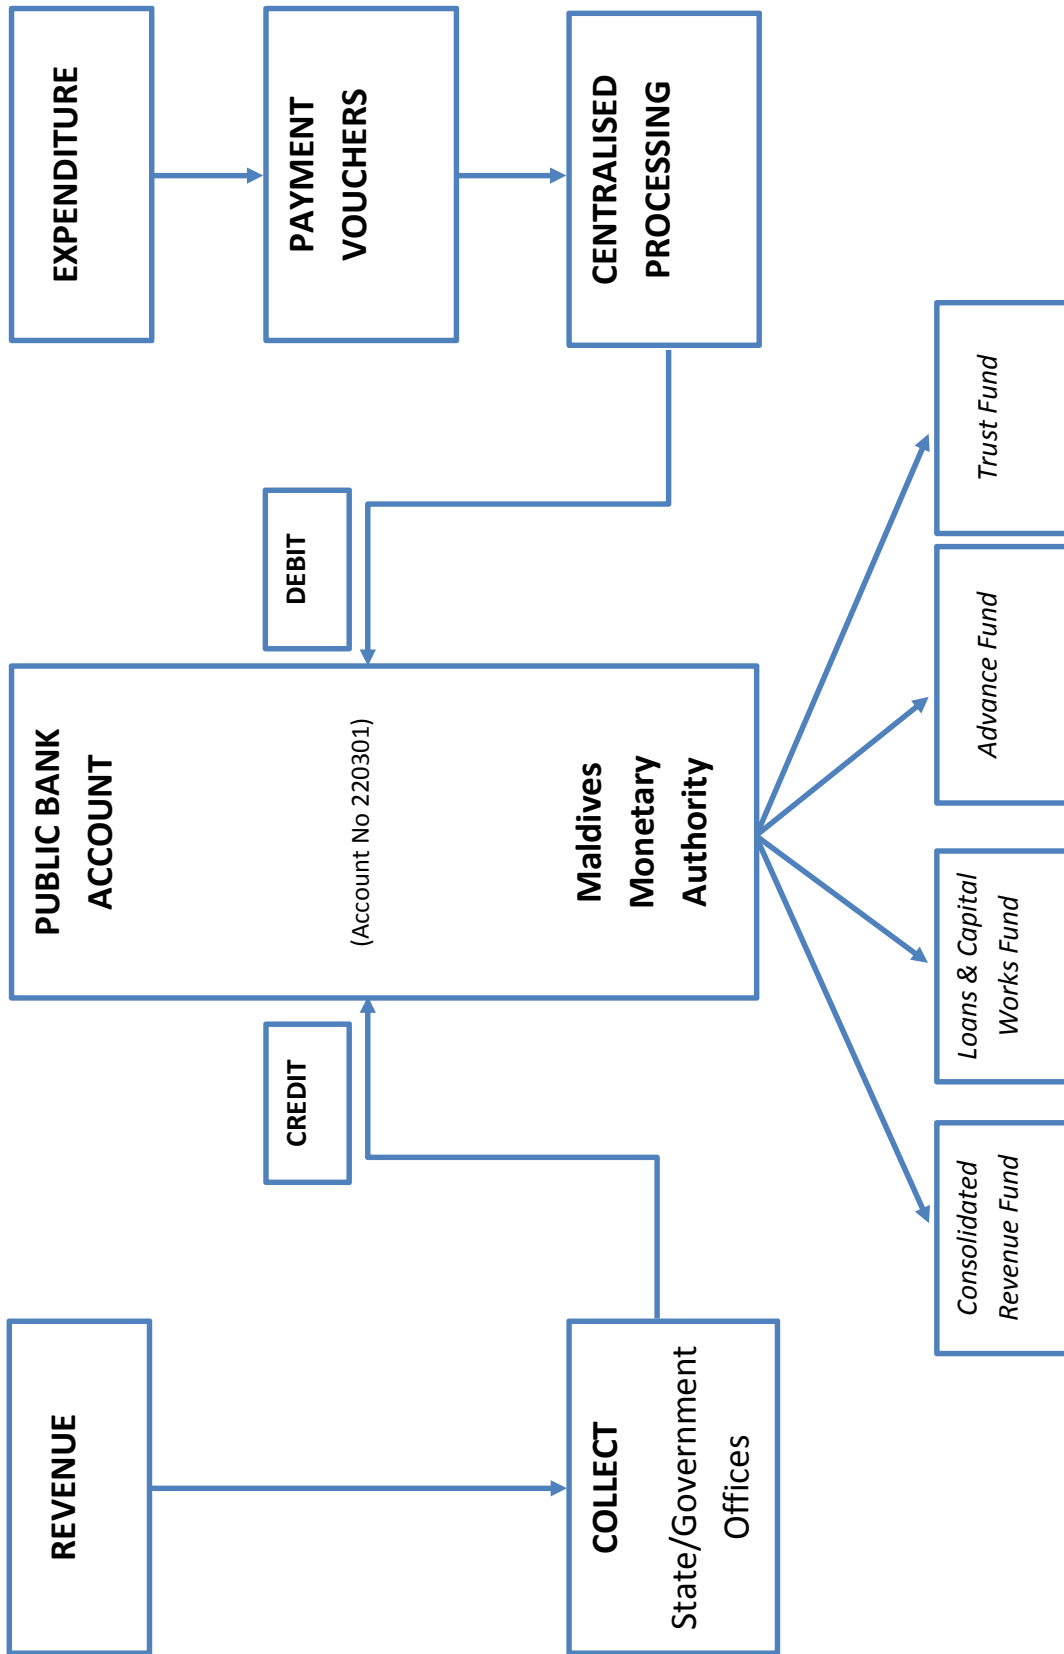 REVENUE
COLLECT
State/Government
Offices
CREDIT
PUBLIC BANK
ACCOUNT
(Account No 220301)
Maldives
Monetary
Authority
DEBIT
EXPENDITURE
PAYMENT
VOUCHERS
CENTRALISED
PROCESSING
Consolidated
Revenue Fund
Loans & Capital
Works Fund
Advance Fund
Trust Fund